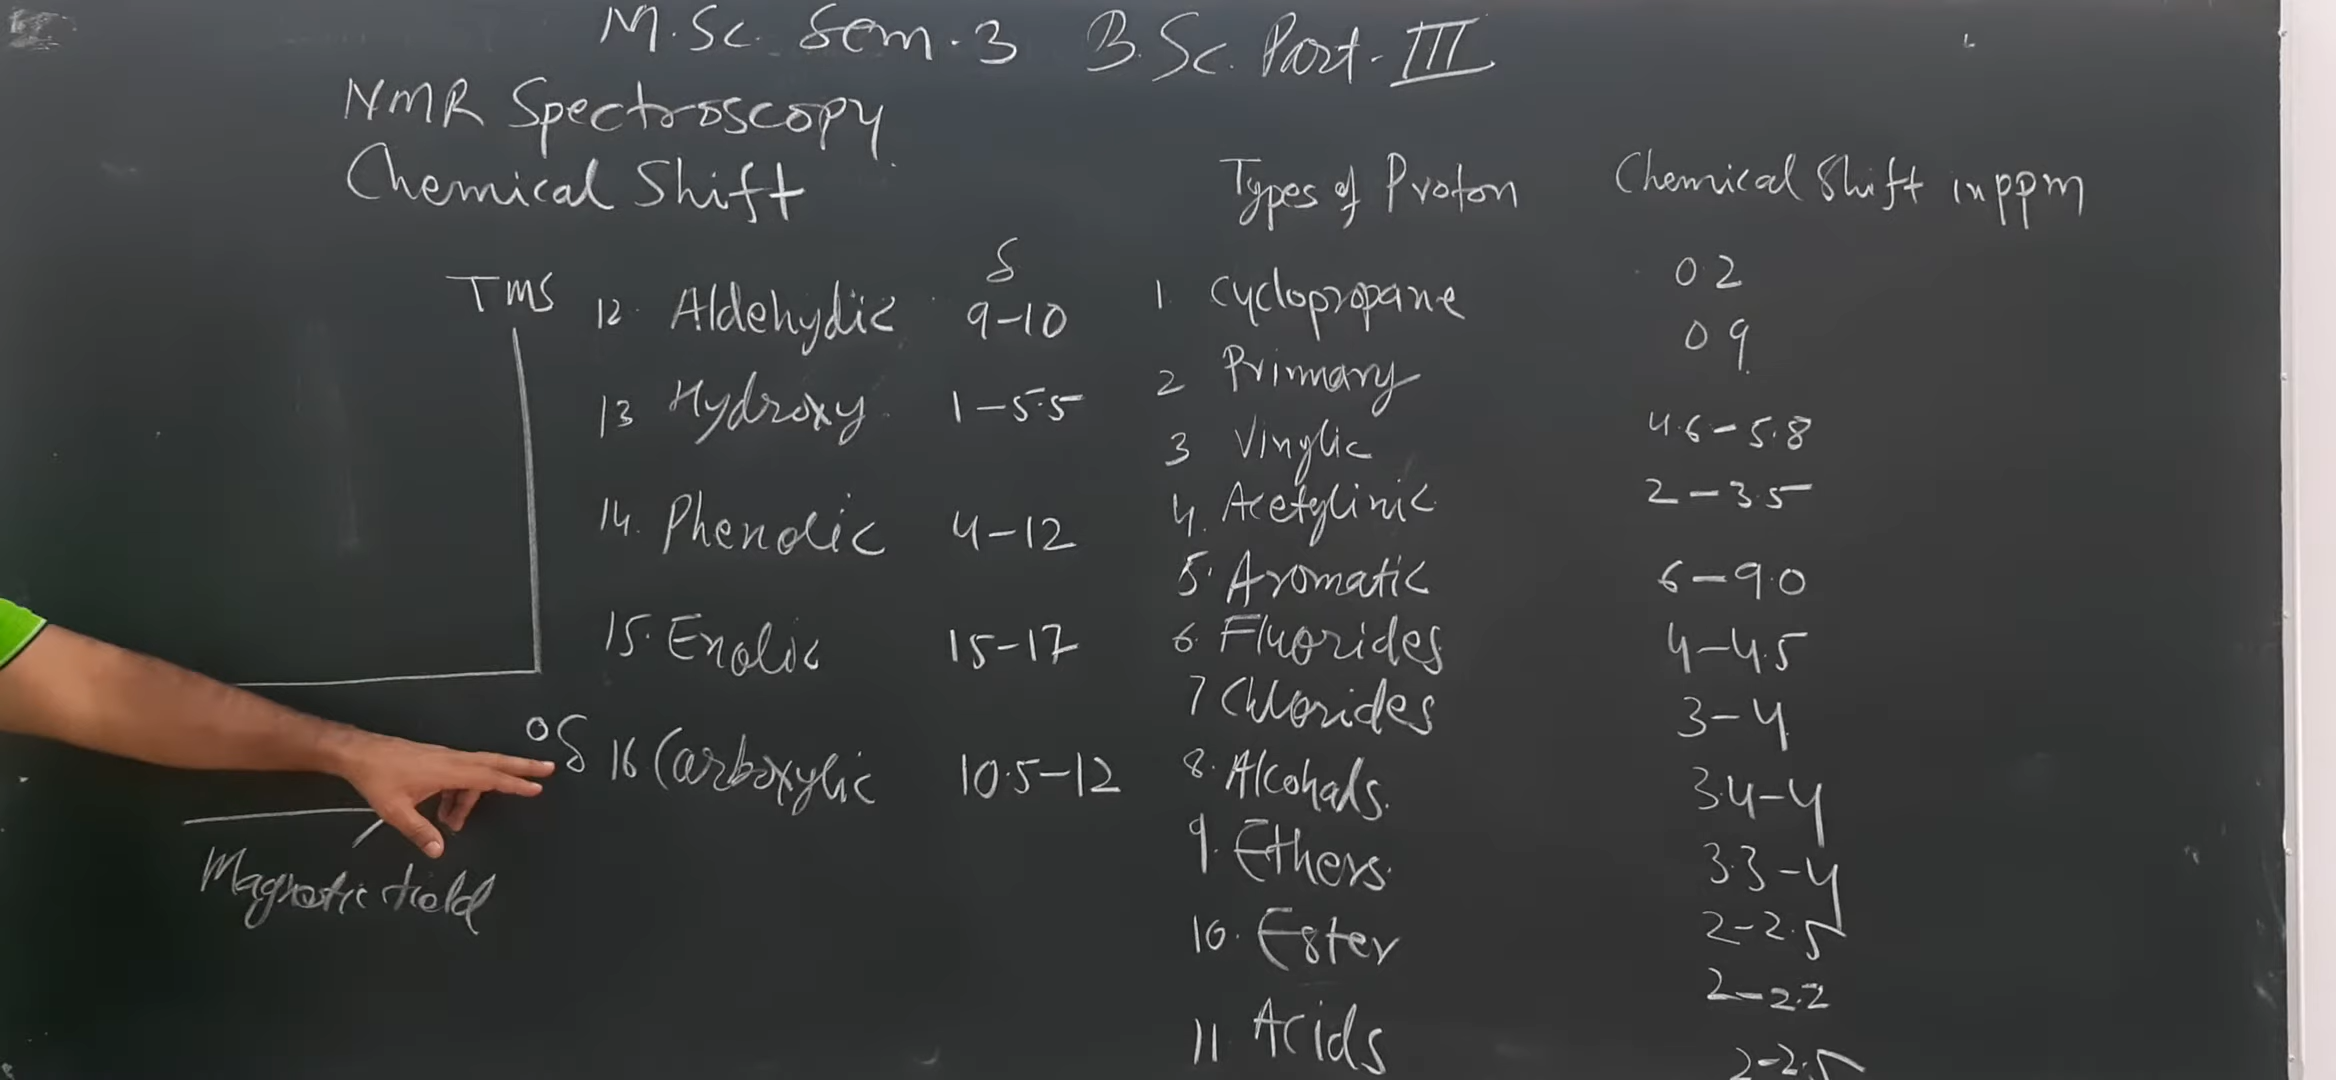 M.Sc. Sem.3 B.Sc. Part-III
NMR Spectroscopy
Chemical Shift
TMS
δ
12. Aldehydic 9-10
13 Hydroxy 1-5.5
14. Phenolic 4-12
15. Enolic 15-17
0δ
16 Carboxylic 10.5-12
Magnetic field
Types of Proton Chemical Shift in ppm
1. Cyclopropane 0.2
2 Primary 0.9
3 Vinylic 4.6-5.8
4. Acetylinic 2-3.5
5. Aromatic 6-9.0
6. Fluorides 4-4.5
7 Chlorides 3-4
8. Alcohals. 3.4-4
9. Ethers. 3.3-4
10. Ester 2-2.5
2-2.2
11 Acids 2-2.5